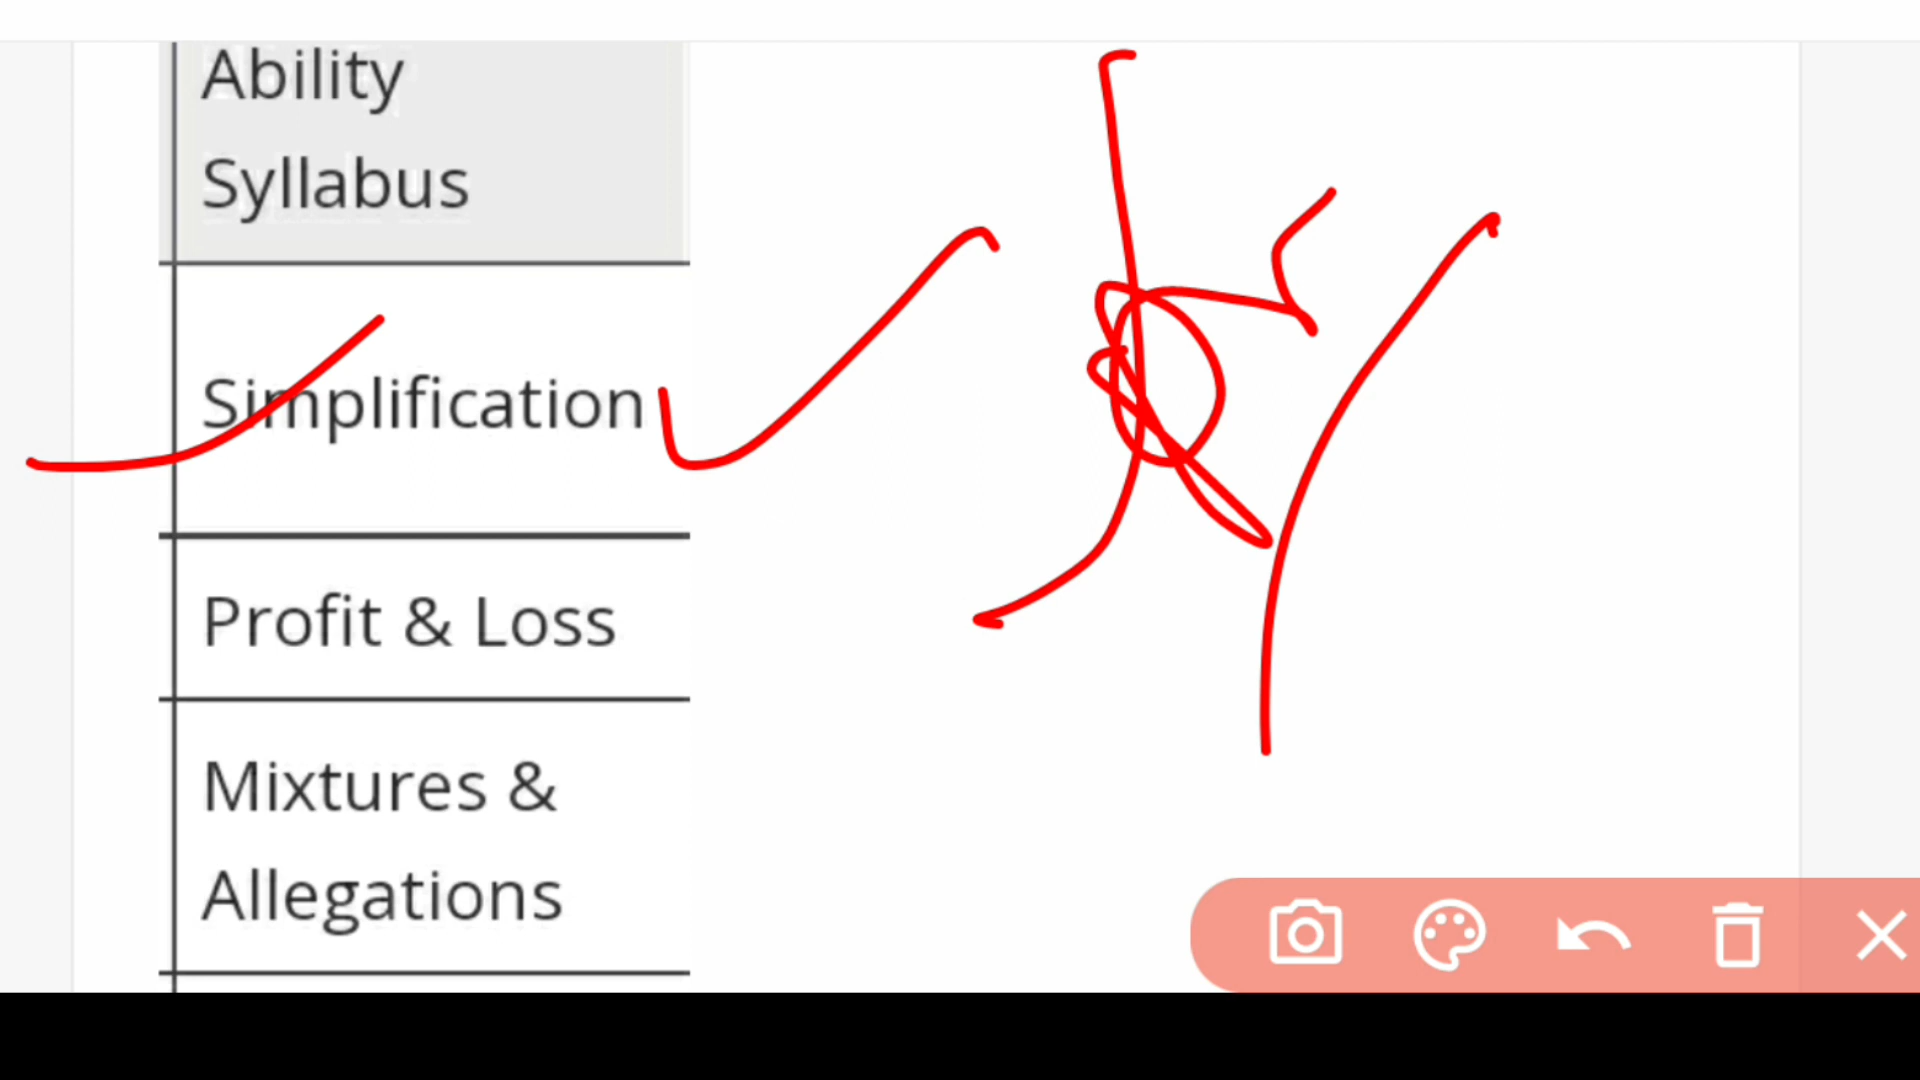 Ability
Syllabus
Simplification
Profit & Loss
Mixtures &
Allegations